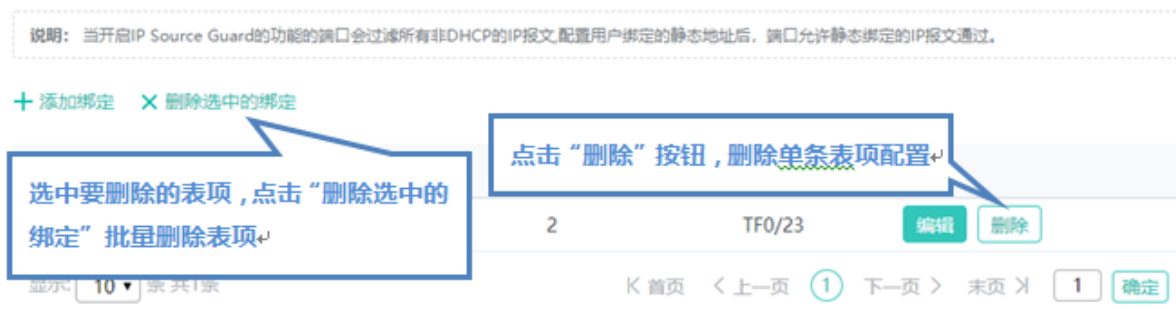 说明： 当开启IP Source Guard的功能的端口会过滤所有非DHCP的IP报文,配置用户绑定的静态地址后，端口允许静态绑定的IP报文通过。
+ 添加绑定 × 删除选中的绑定
点击“删除”按钮，删除单条表项配置
选中要删除的表项，点击“删除选中的
绑定”批量删除表项
2 TF0/23 编辑 删除
显示: 10 条 共1条 首页 上一页 1 下一页 末页 1 确定